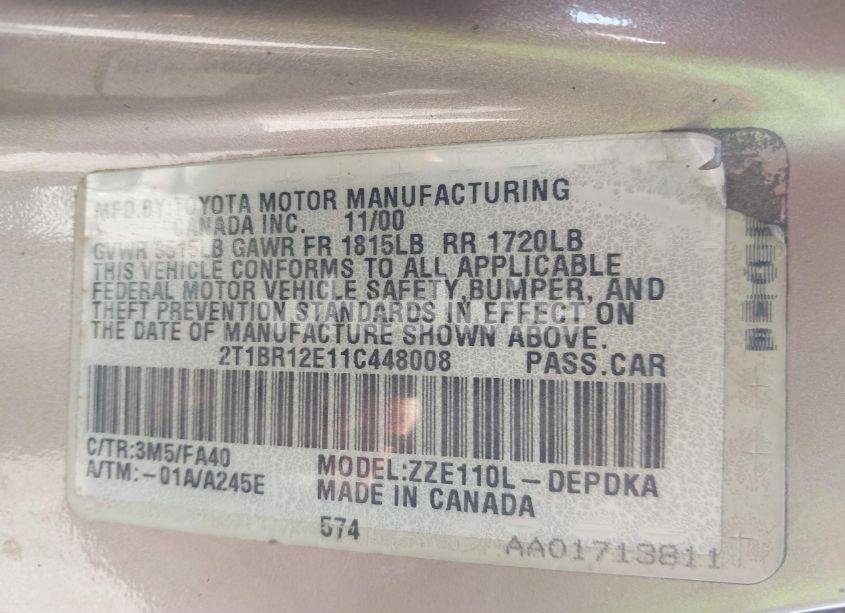 MFD.BY:TOYOTA MOTOR MANUFACTURING
CANADA INC. 11/00
GVWR 3515LB GAWR FR 1815LB RR 1720LB
THIS VEHICLE CONFORMS TO ALL APPLICABLE
FEDERAL MOTOR VEHICLE SAFETY,BUMPER, AND
THEFT PREVENTION STANDARDS IN EFFECT ON
THE DATE OF MANUFACTURE SHOWN ABOVE.
2T1BR12E11C448008 PASS.CAR
C/TR:3M5/FA40
A/TM:-01A/A245E
MODEL:ZZE110L-DEPDKA
MADE IN CANADA
574
AA01713811